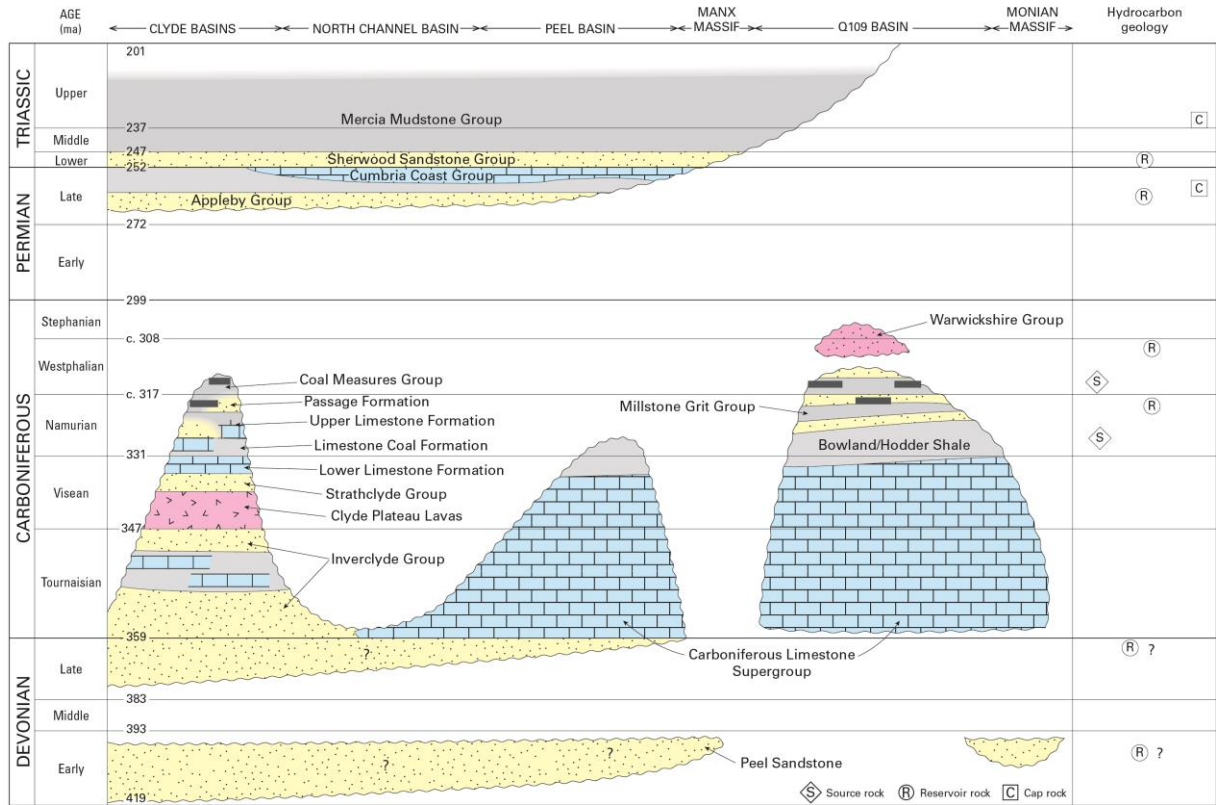 AGE
(ma)
CLYDE BASINS
NORTH CHANNEL BASIN
PEEL BASIN
MANX
MASSIF
Q109 BASIN
MONIAN
MASSIF
Hydrocarbon
geology
TRIASSIC
Upper
Middle
Lower
201
237
247
252
Mercia Mudstone Group
Sherwood Sandstone Group
Cumbria Coast Group
C
R
PERMIAN
Late
Early
272
299
Appleby Group
R
C
CARBONIFEROUS
Stephanian
c. 308
Westphalian
c. 317
Namurian
331
Visean
347
Tournaisian
359
Warwickshire Group
R
Coal Measures Group
S
Passage Formation
Millstone Grit Group
R
Upper Limestone Formation
Limestone Coal Formation
Bowland/Hodder Shale
S
Lower Limestone Formation
Strathclyde Group
Clyde Plateau Lavas
Inverclyde Group
Carboniferous Limestone
Supergroup
DEVONIAN
Late
383
Middle
393
Early
419
?
R ?
?
?
Peel Sandstone
R ?
S Source rock
R Reservoir rock
C Cap rock